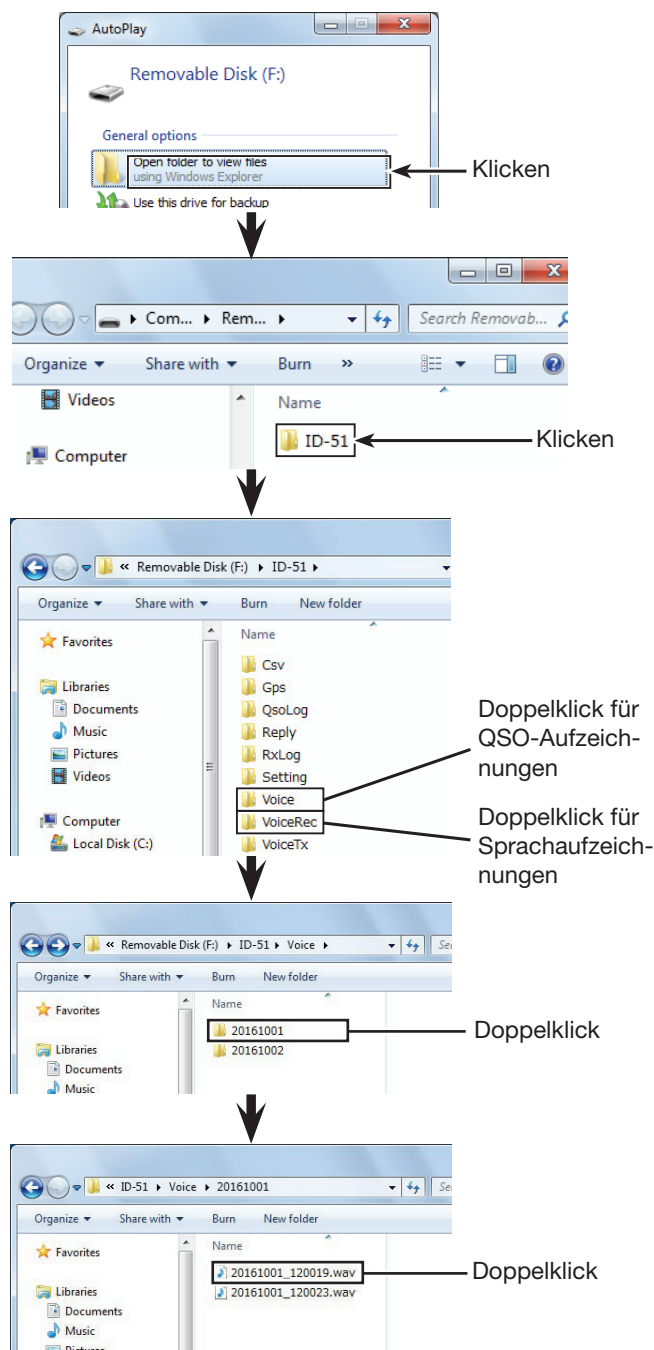 AutoPlay
Removable Disk (F:)
General options
Open folder to view files
using Windows Explorer
Klicken
Use this drive for backup
Com... Rem...
Search Removab...
Organize Share with Burn »
Videos
Name
ID-51
Klicken
Computer
« Removable Disk (F:) ID-51
Organize Share with Burn New folder
Favorites
Name
Csv
Libraries
Gps
Documents
QsoLog
Music
Reply
Pictures
RxLog
Videos
Setting
Voice
Doppelklick für
QSO-Aufzeich-
nungen
Computer
VoiceRec
Local Disk (C:)
VoiceTx
Doppelklick für
Sprachaufzeich-
nungen
« Removable Disk (F:) ID-51 Voice
Organize Share with Burn New folder
Favorites
Name
20161001
Doppelklick
Libraries
20161002
Documents
Music
« ID-51 Voice 20161001
Organize Share with Burn New folder
Favorites
Name
20161001_120019.wav
Doppelklick
Libraries
20161001_120023.wav
Documents
Music
Pictures